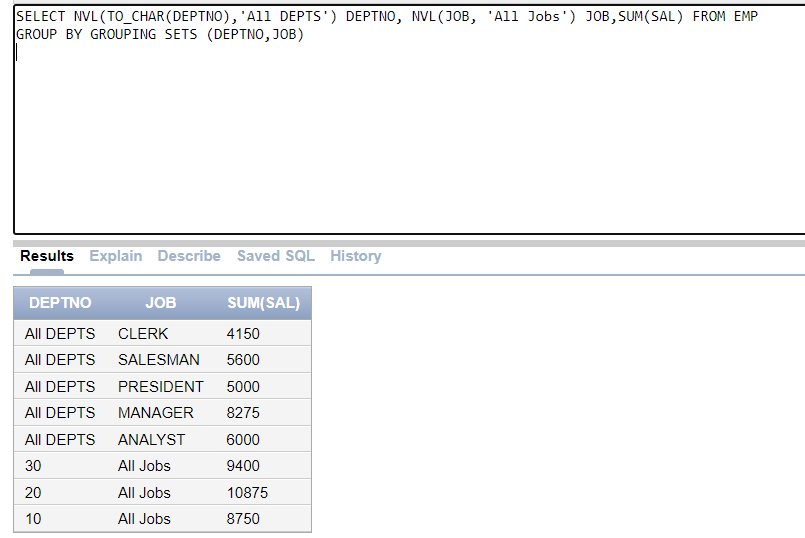 SELECT NVL(TO_CHAR(DEPTNO),'All DEPTS') DEPTNO, NVL(JOB, 'All Jobs') JOB,SUM(SAL) FROM EMP
GROUP BY GROUPING SETS (DEPTNO,JOB)
Results Explain Describe Saved SQL History
DEPTNO JOB SUM(SAL)
All DEPTS CLERK 4150
All DEPTS SALESMAN 5600
All DEPTS PRESIDENT 5000
All DEPTS MANAGER 8275
All DEPTS ANALYST 6000
30 All Jobs 9400
20 All Jobs 10875
10 All Jobs 8750